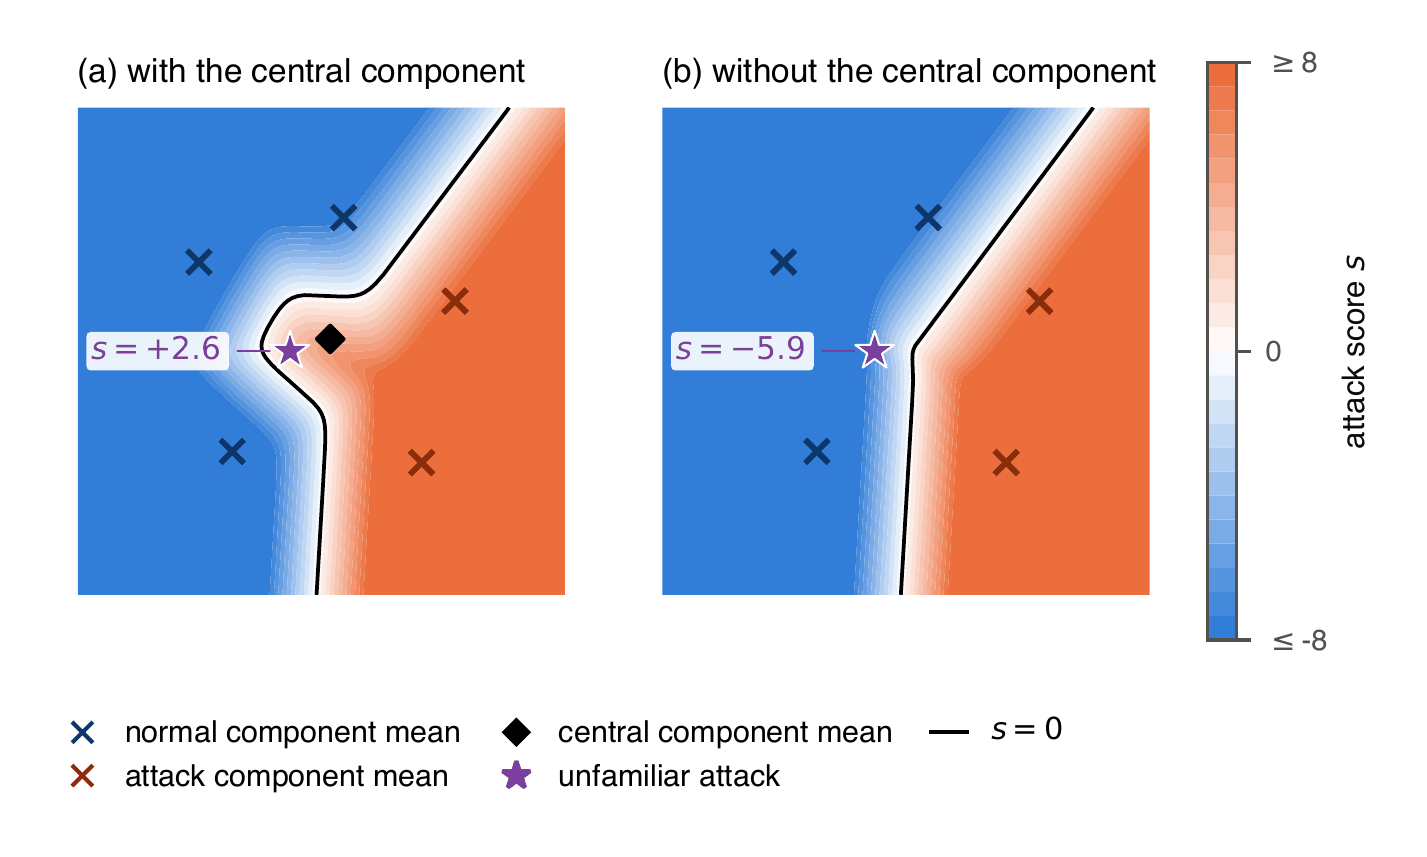 (a) with the central component
(b) without the central component
≥ 8
s = +2.6
s = −5.9
0
attack score s
≤ -8
normal component mean
central component mean
s = 0
attack component mean
unfamiliar attack